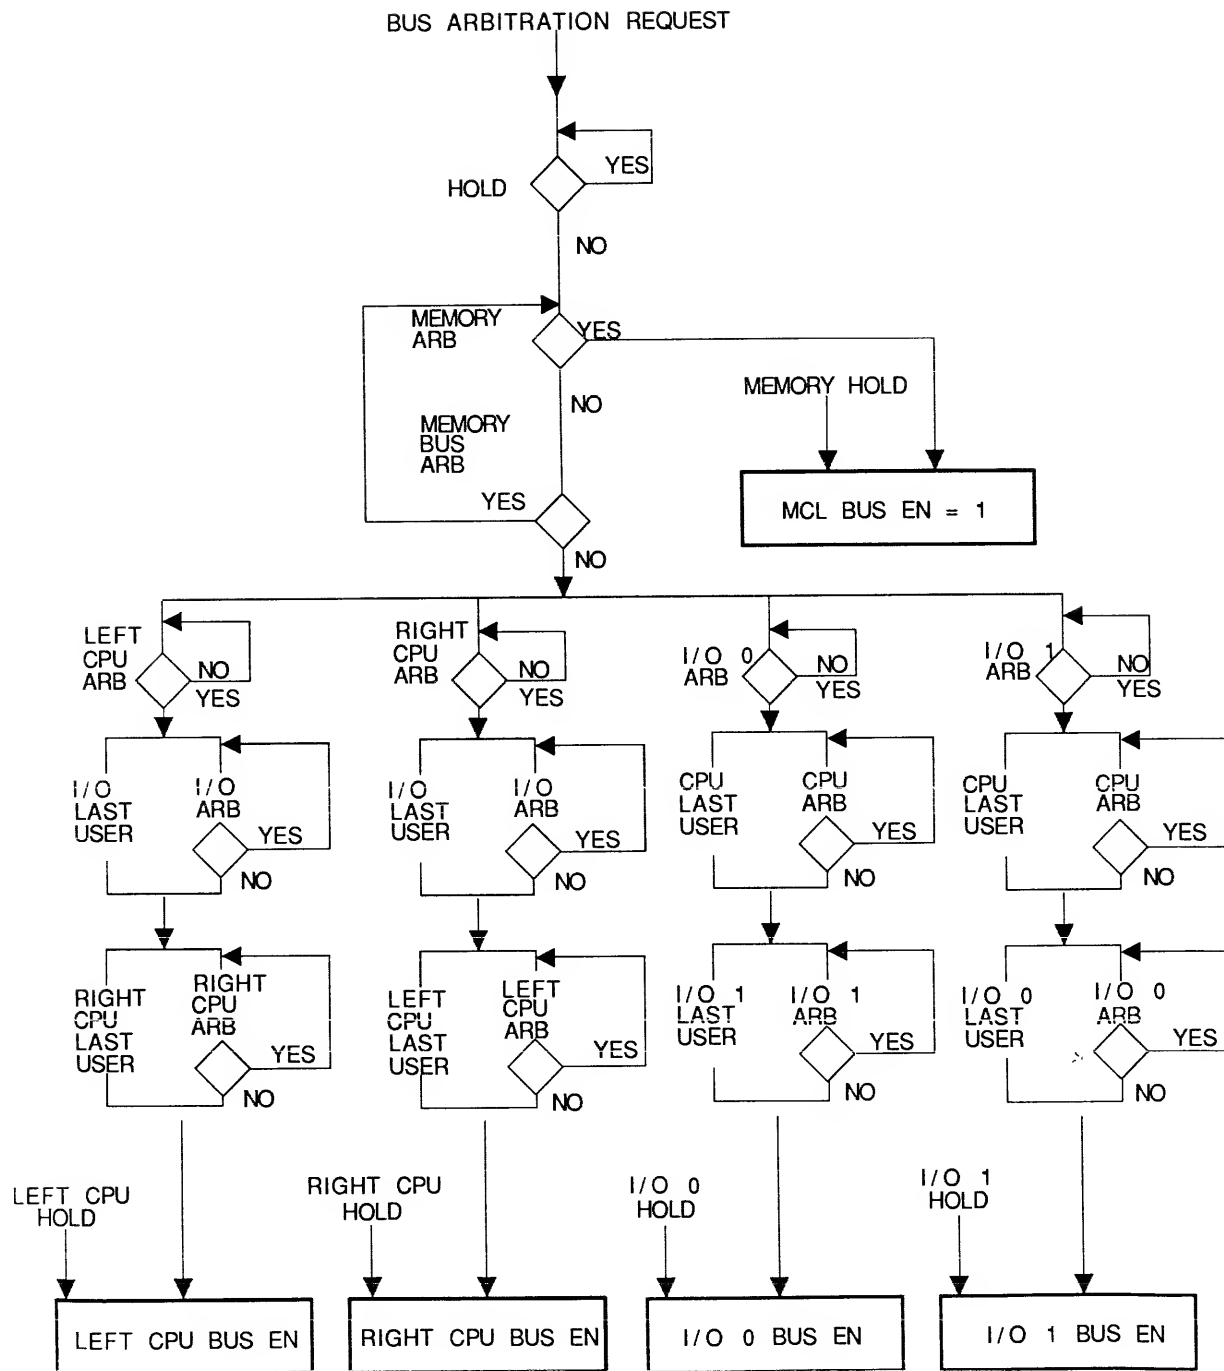 BUS ARBITRATION REQUEST
YES
HOLD
NO
MEMORY
ARB
YES
NO
MEMORY HOLD
MEMORY
BUS
ARB
YES
MCL BUS EN = 1
NO
LEFT
CPU
ARB
NO
YES
RIGHT
CPU
ARB
NO
YES
I/O 0
ARB
NO
YES
I/O 1
ARB
NO
YES
I/O
LAST
USER
I/O
ARB
YES
NO
I/O
LAST
USER
I/O
ARB
YES
NO
CPU
LAST
USER
CPU
ARB
YES
NO
CPU
LAST
USER
CPU
ARB
YES
NO
RIGHT
CPU
LAST
USER
RIGHT
CPU
ARB
YES
NO
LEFT
CPU
LAST
USER
LEFT
CPU
ARB
YES
NO
I/O 1
LAST
USER
I/O 1
ARB
YES
NO
I/O 0
LAST
USER
I/O 0
ARB
YES
NO
LEFT CPU
HOLD
RIGHT CPU
HOLD
I/O 0
HOLD
I/O 1
HOLD
LEFT CPU BUS EN
RIGHT CPU BUS EN
I/O 0 BUS EN
I/O 1 BUS EN